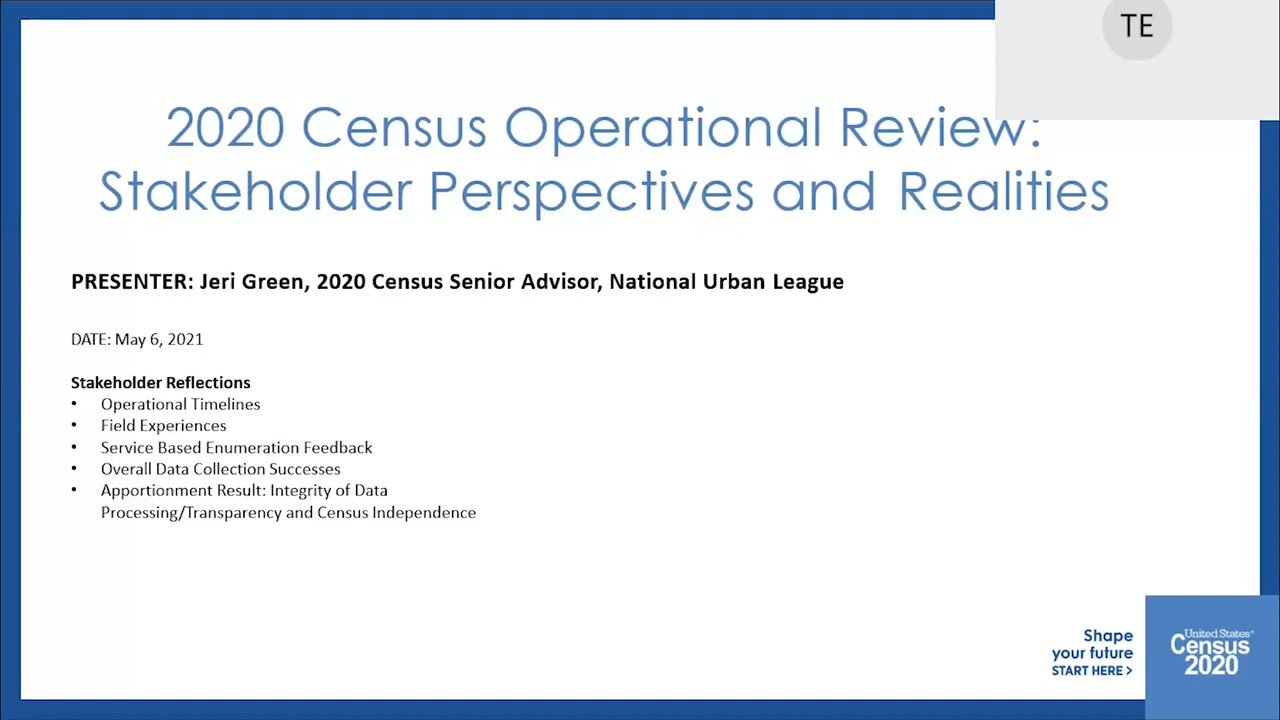 TE
2020 Census Operational Review:
Stakeholder Perspectives and Realities
PRESENTER: Jeri Green, 2020 Census Senior Advisor, National Urban League
DATE: May 6, 2021
Stakeholder Reflections
• Operational Timelines
• Field Experiences
• Service Based Enumeration Feedback
• Overall Data Collection Successes
• Apportionment Result: Integrity of Data
Processing/Transparency and Census Independence
Shape
your future
START HERE >
United States®
Census
2020